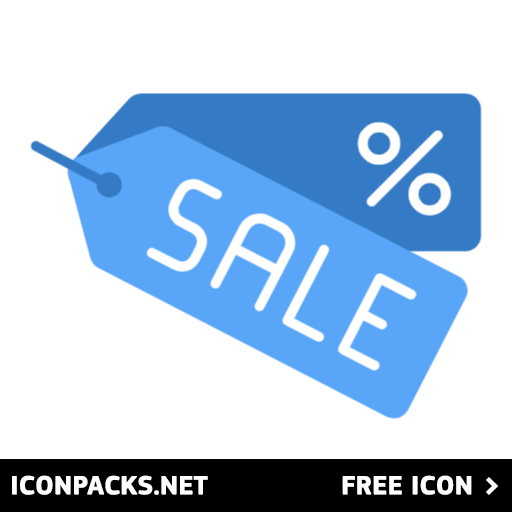 %
SALE
ICONPACKS.NET
FREE ICON >